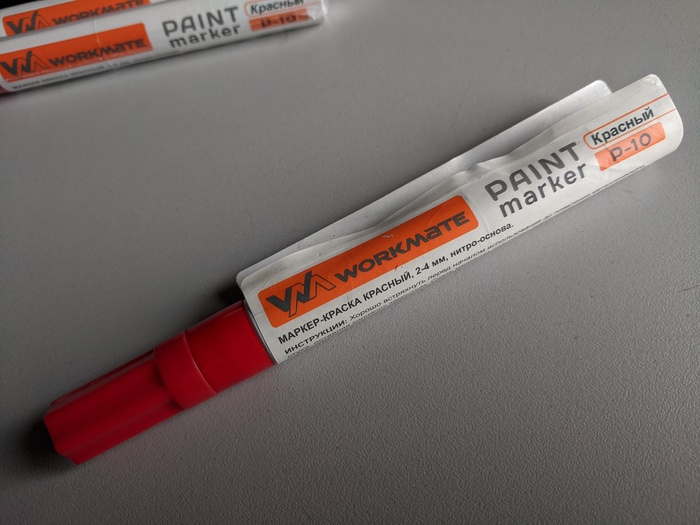 WORKMATE
PAINT
marker
Красный
P-10
WORKMATE
PAINT
marker
Красный
P-10
МАРКЕР-КРАСКА КРАСНЫЙ, 2-4 мм, нитро-основа.
ИНСТРУКЦИИ: Хорошо встряхнуть перед началом использования